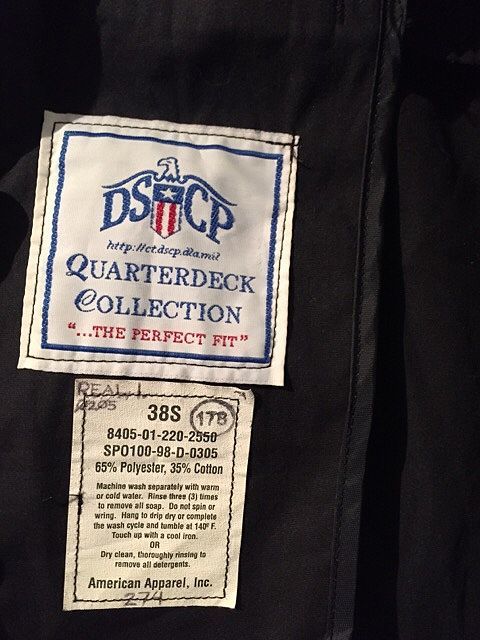 DSCP
http://ct.dscp.dla.mil
QUARTERDECK
COLLECTION
"...THE PERFECT FIT"
REAL, J.
0205
38S 17B
8405-01-220-2550
SPO100-98-D-0305
65% Polyester, 35% Cotton
Machine wash separately with warm
or cold water. Rinse three (3) times
to remove all soap. Do not spin or
wring. Hang to drip dry or complete
the wash cycle and tumble at 140° F.
Touch up with a cool iron.
OR
Dry clean, thoroughly rinsing to
remove all detergents.
American Apparel, Inc.
274